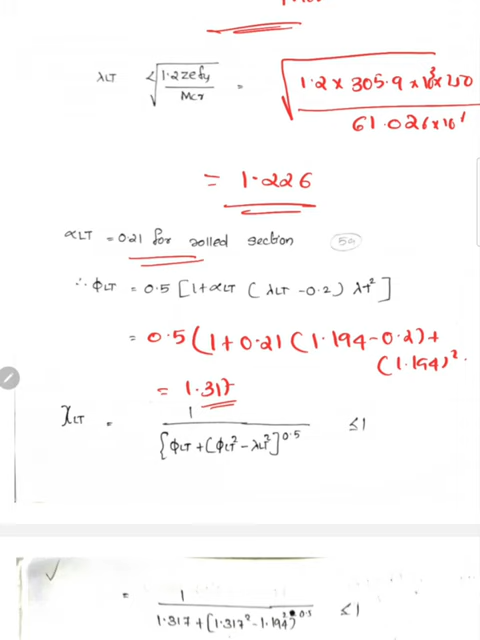 λLT ≤ √(1.2zefy / Mcr) = √(1.2 × 305.9 × 10³ × 250 / 61.026 × 10⁶)
= 1.226
αLT = 0.21 for rolled section (54)
∴ ϕLT = 0.5 [1+αLT (λLT -0.2) λT²]
= 0.5 (1+0.21 (1.194-0.2) +
(1.194)².
= 1.317
χLT = 1 / {ϕLT + (ϕLT² - λLT²]^0.5 ≤1
= 1 / 1.317 + (1.317² - 1.194²)^0.5 ≤1